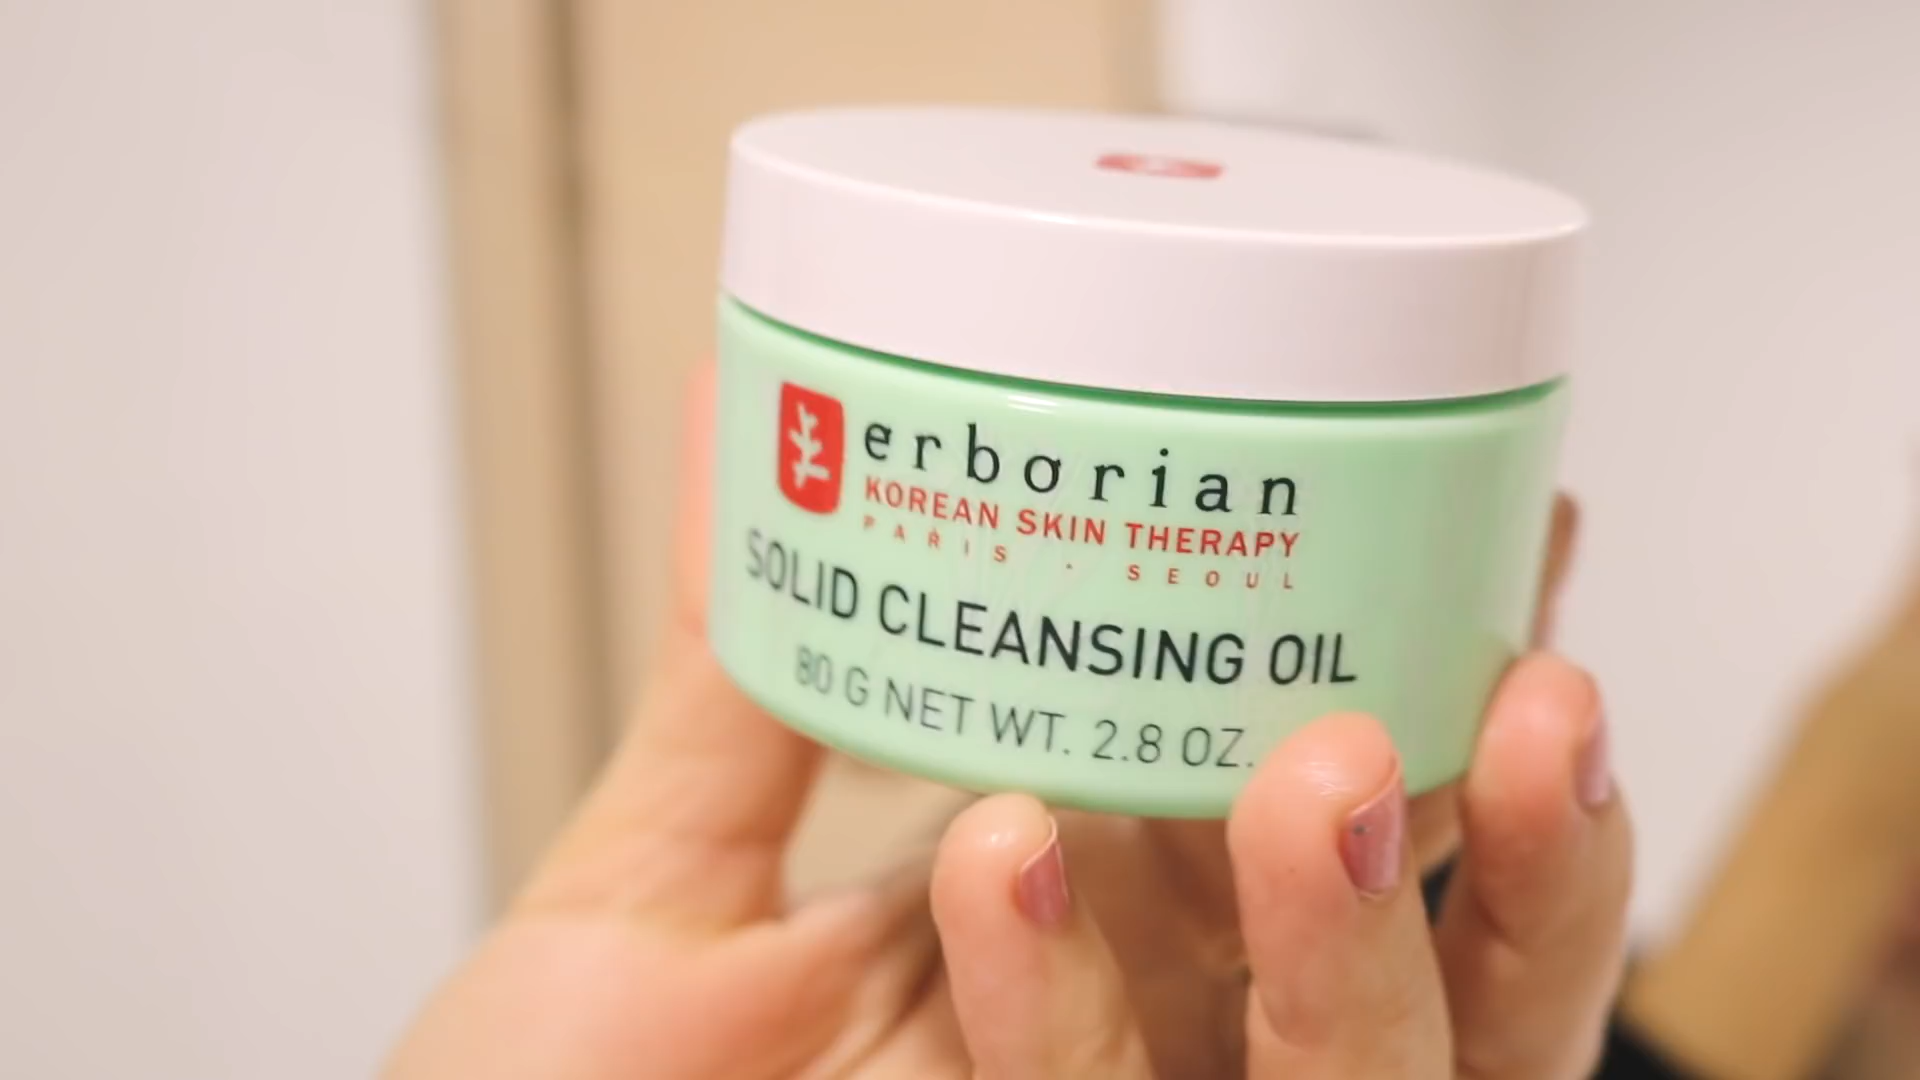 erborian
KOREAN SKIN THERAPY
PARIS · SEOUL
SOLID CLEANSING OIL
80 G NET WT. 2.8 OZ.